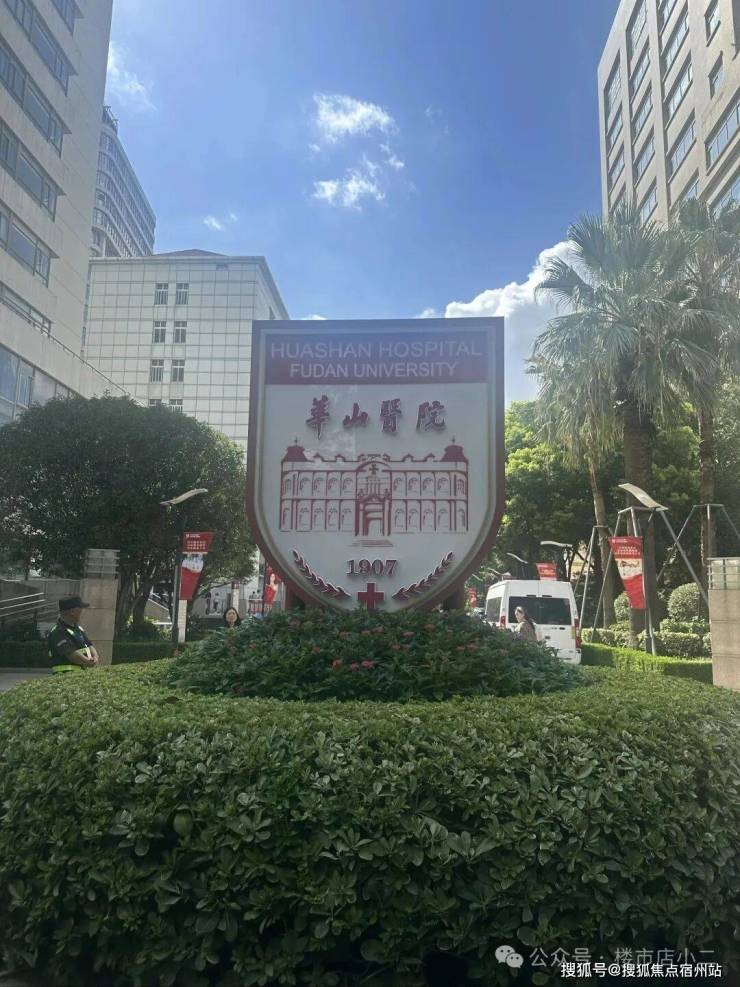 HUASHAN HOSPITAL
FUDAN UNIVERSITY
華山醫院
1907
公众号 · 楼市店小二
搜狐号@搜狐焦点宿州站